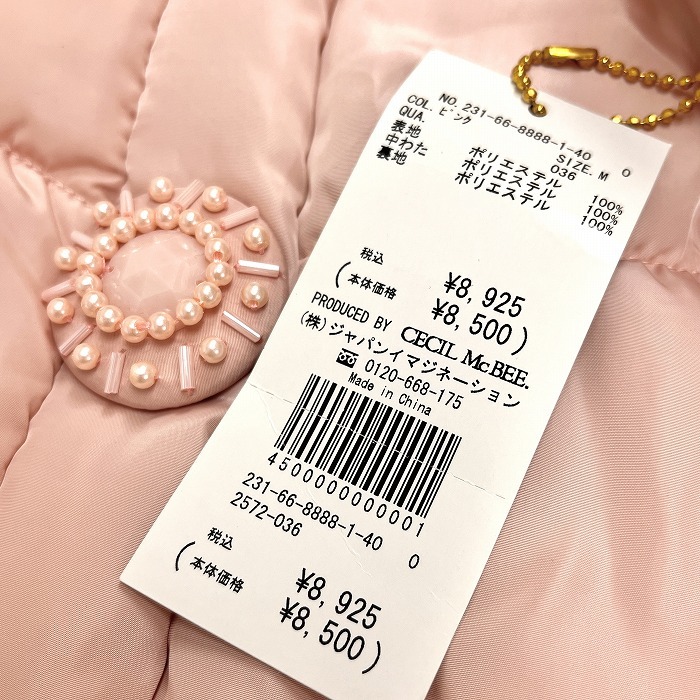 NO. 231-66-8888-1-40 0
COL. ピンク SIZE. M
QUA. 036
表地 ポリエステル 100%
中わた ポリエステル 100%
裏地 ポリエステル 100%
税込 ¥8,925
(本体価格 ¥8,500)
PRODUCED BY CECIL McBEE.
(株)ジャパンイマジネーション
0120-668-175
Made in China
4500000000001
231-66-8888-1-40 0
2572-036
税込 ¥8,925
(本体価格 ¥8,500)